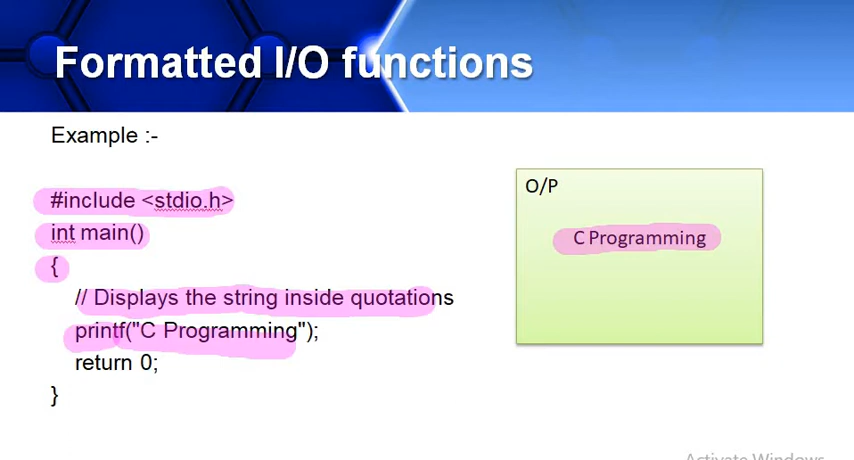 Formatted I/O functions
Example :-
#include <stdio.h>
int main()
{
// Displays the string inside quotations
printf("C Programming");
return 0;
}
O/P
C Programming
Activate Windows